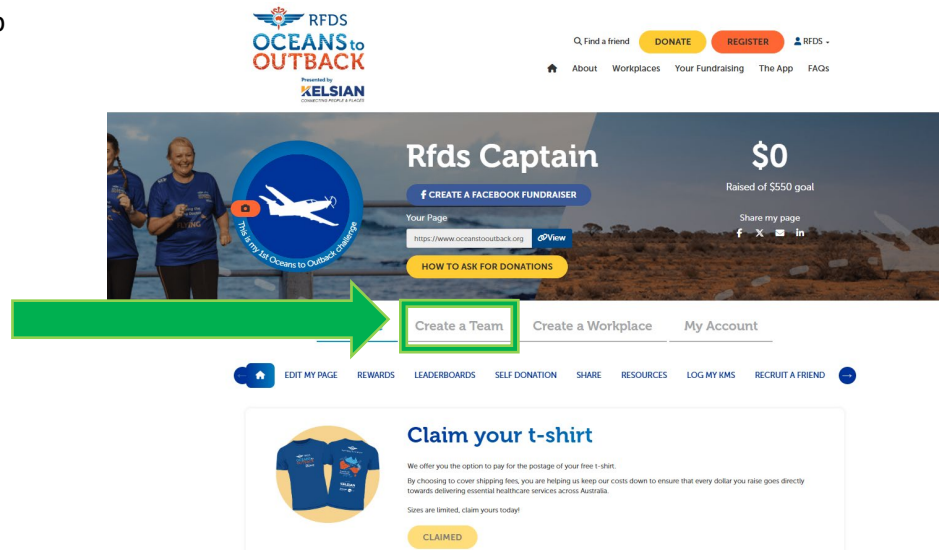 RFDS
OCEANS to
OUTBACK
Presented by
KELSIAN
CONNECTING PEOPLE & PLACES
Find a friend DONATE REGISTER RFDS
About Workplaces Your Fundraising The App FAQs
Rfds Captain
CREATE A FACEBOOK FUNDRAISER
Your Page
https://www.oceanstooutback.org View
HOW TO ASK FOR DONATIONS
$0
Raised of $550 goal
Share my page
This is my 1st Oceans to Outback challenge
FLYING
Create a Team Create a Workplace My Account
EDIT MY PAGE REWARDS LEADERBOARDS SELF DONATION SHARE RESOURCES LOG MY KMS RECRUIT A FRIEND
Claim your t-shirt
We offer you the option to pay for the postage of your free t-shirt.
By choosing to cover shipping fees, you are helping us keep our costs down to ensure that every dollar you raise goes directly
towards delivering essential healthcare services across Australia.
Sizes are limited, claim yours today!
CLAIMED